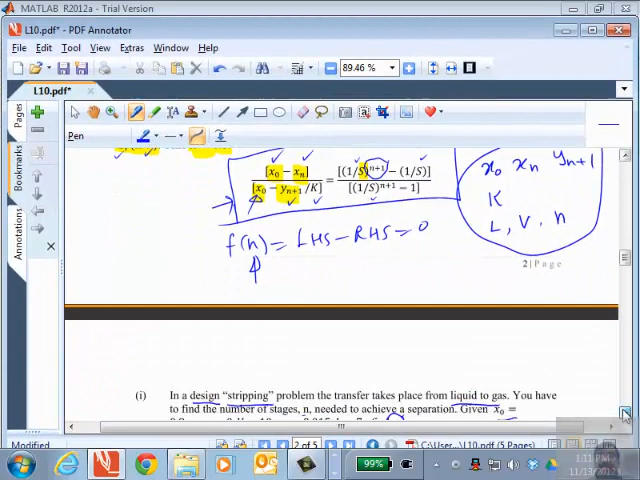 MATLAB R2012a - Trial Version
L10.pdf* - PDF Annotator
File Edit Tool View Extras Window Help
89.46 %
L10.pdf* ×
Pen
Pages
Bookmarks
Annotations
[x₀ − xₙ] / [x₀ − yₙ₊₁/K] = [(1/S)ⁿ⁺¹ − (1/S)] / [(1/S)ⁿ⁺¹ − 1]
x₀ xₙ yₙ₊₁
K
L, V, n
f(n) = LHS − RHS = 0
2 | Page
(i) In a design "stripping" problem the transfer takes place from liquid to gas. You have
to find the number of stages, n, needed to achieve a separation. Given x₀ =
Modified
2 of 5
C:\Users\...\L10.pdf (5 Pages)
99%
1:11 PM
11/13/2012